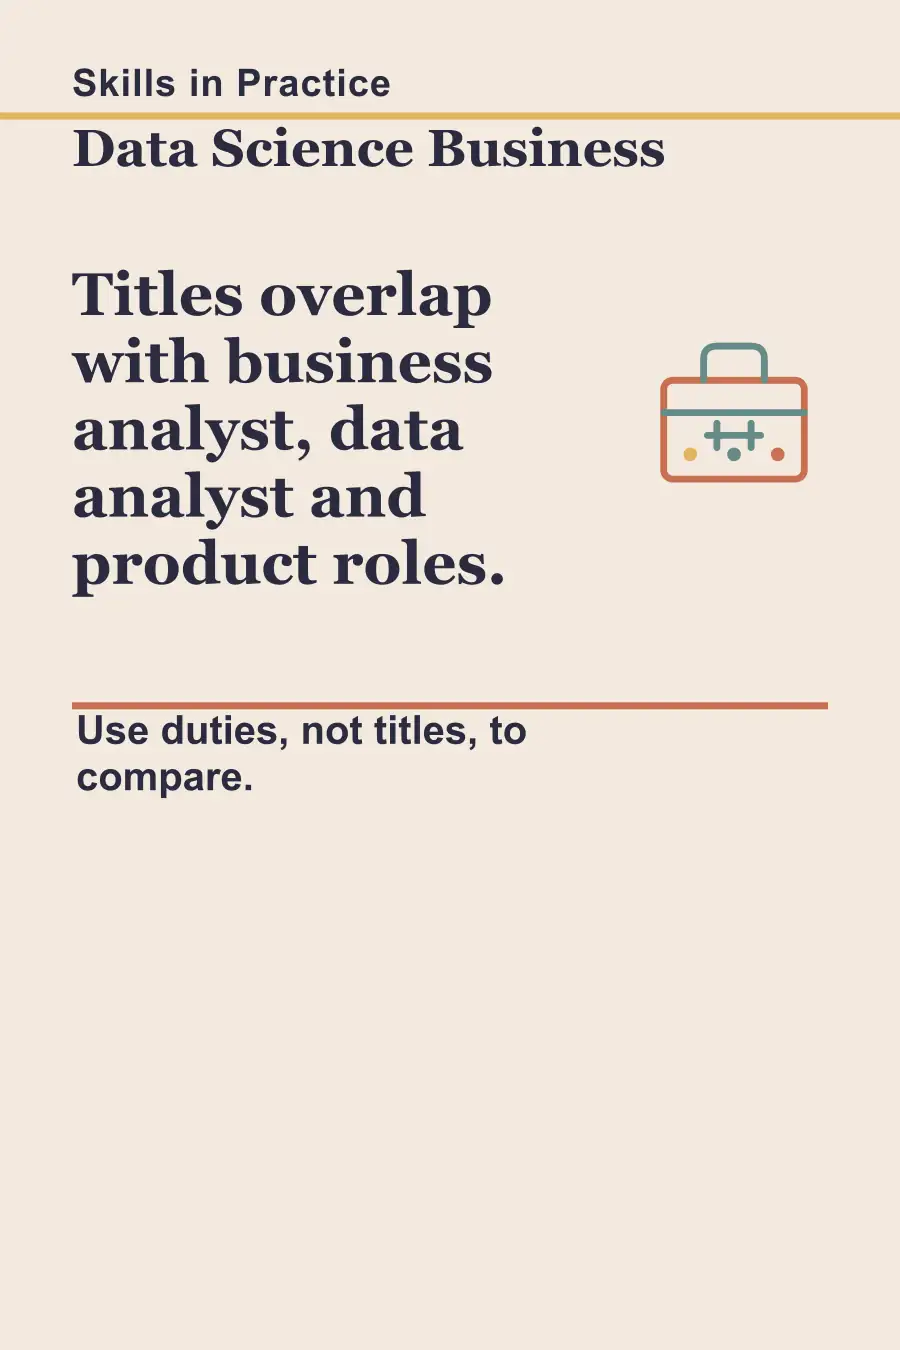 Skills in Practice
Data Science Business
Titles overlap
with business
analyst, data
analyst and
product roles.
Use duties, not titles, to
compare.